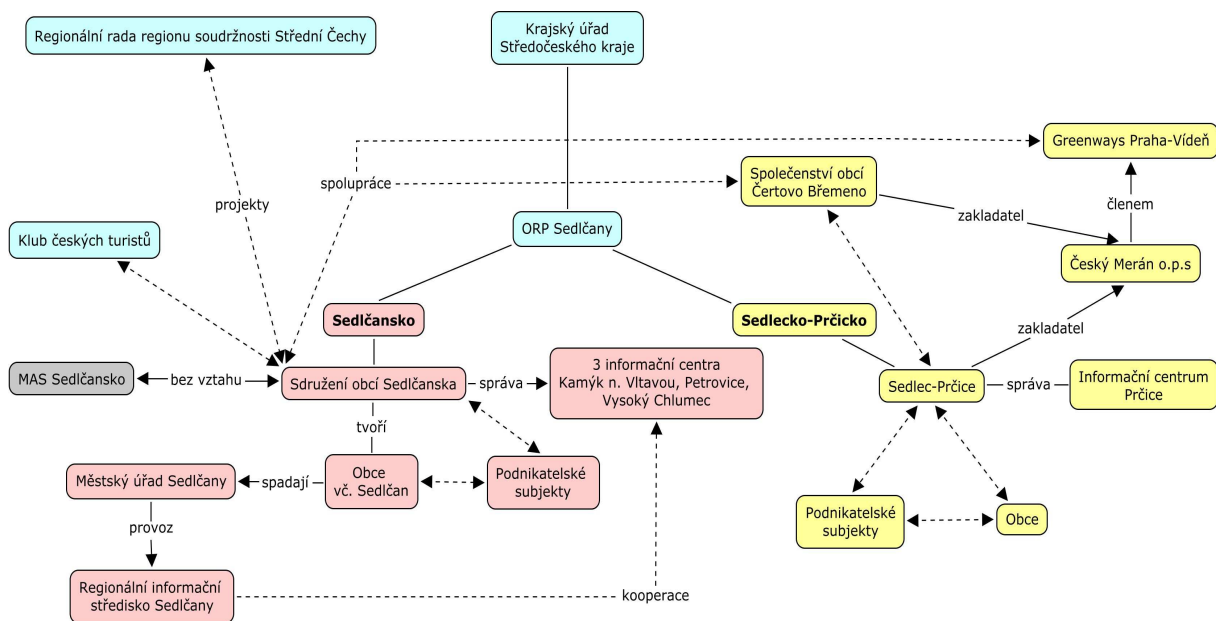 Regionální rada regionu soudržnosti Střední Čechy
Krajský úřad
Středočeského kraje
Greenways Praha-Vídeň
Společenství obcí
Čertovo Břemeno
spolupráce
projekty
zakladatel
členem
Klub českých turistů
ORP Sedlčany
Český Merán o.p.s
Sedlčansko
Sedlecko-Prčicko
zakladatel
MAS Sedlčansko
bez vztahu
Sdružení obcí Sedlčanska
správa
3 informační centra
Kamýk n. Vltavou, Petrovice,
Vysoký Chlumec
Sedlec-Prčice
správa
Informační centrum
Prčice
tvoří
Městský úřad Sedlčany
spadají
Obce
vč. Sedlčan
Podnikatelské
subjekty
Podnikatelské
subjekty
Obce
provoz
Regionální informační
středisko Sedlčany
kooperace